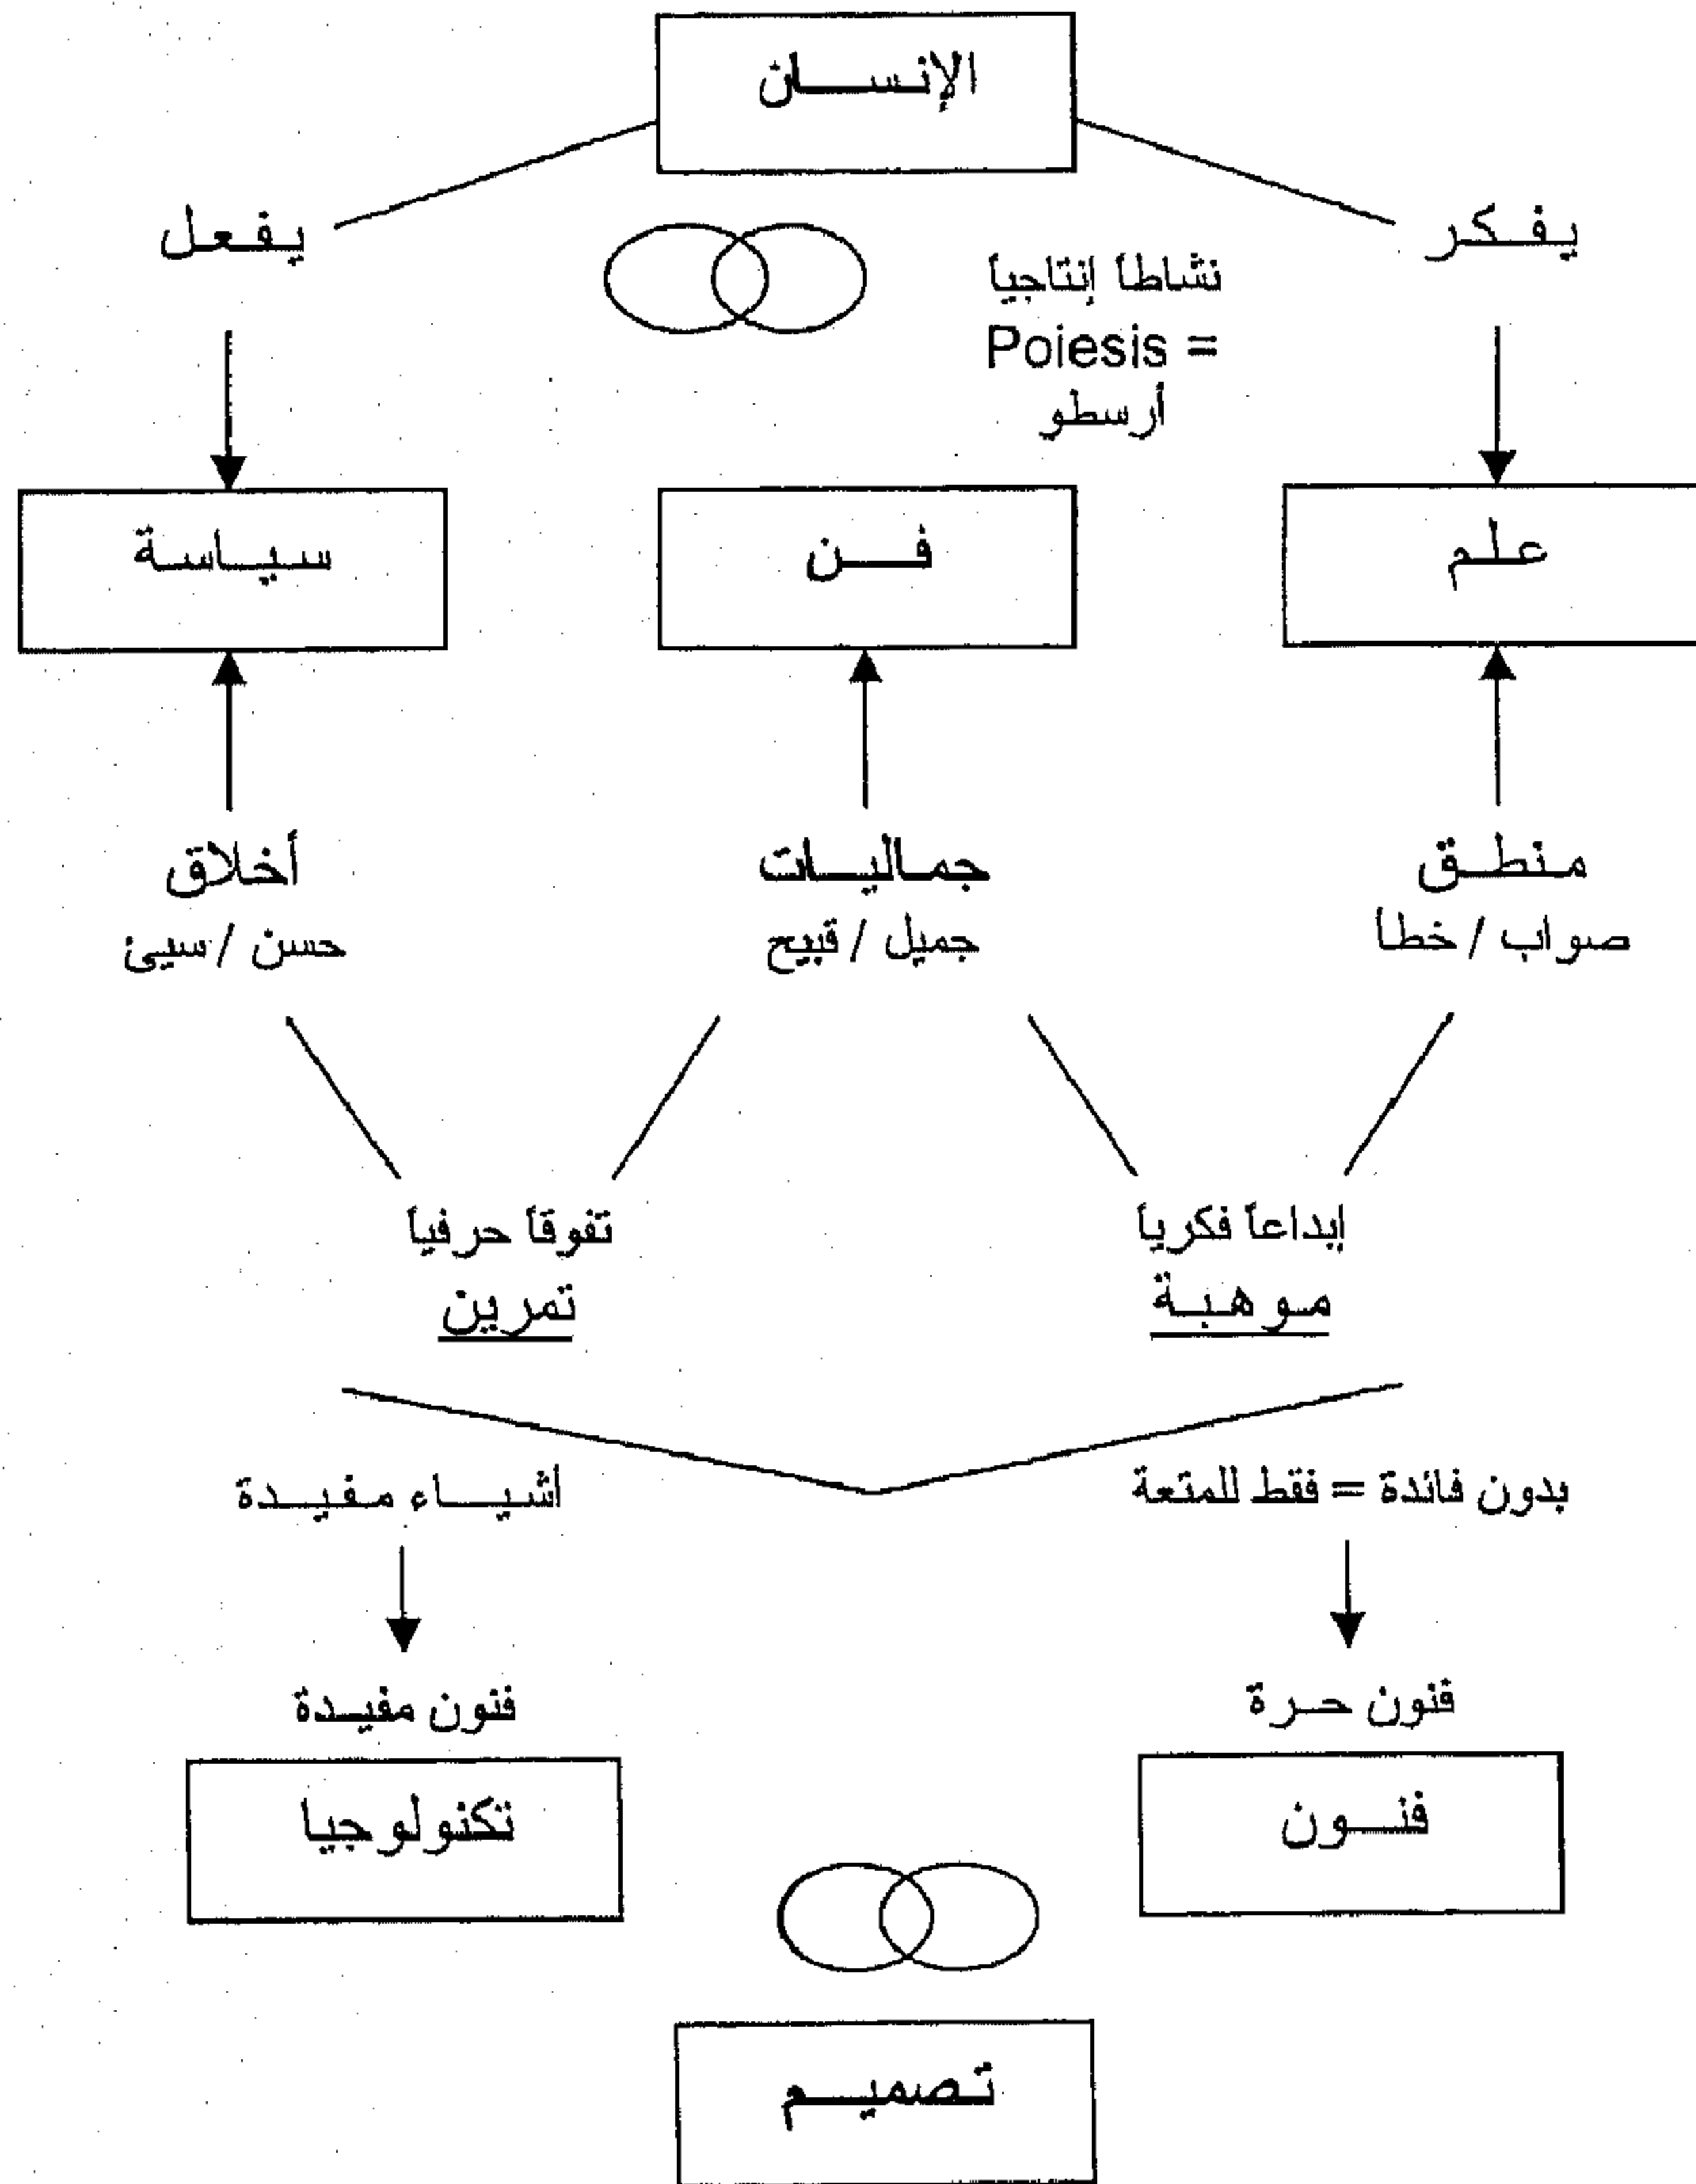 الإنسان
يفكر
يفعل
نشاطاً إنتاجياً
Poiesis =
أرسطو
علم
فن
سياسة
منطق
جماليات
أخلاق
صواب / خطأ
جميل / قبيح
حسن / سيئ
إبداعاً فكرياً
تفوقاً حرفياً
موهبة
تمرين
بدون فائدة = فقط للمتعة
أشياء مفيدة
فنون حرة
فنون مفيدة
فنون
تكنولوجيا
تصميم